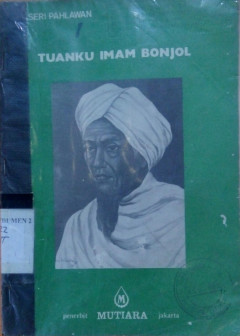 SERI PAHLAWAN
TUANKU IMAM BONJOL
M
penerbit MUTIARA jakarta